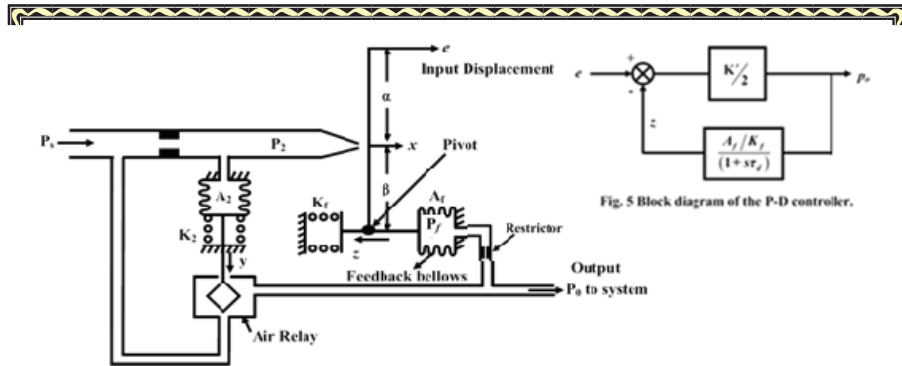 e
Input Displacement
α
Pₛ
P₂
x
Pivot
β
A₂
K₂
y
K_f
A_f
P_f
z
Restrictor
Feedback bellows
Output
P₀ to system
Air Relay
e
+
-
K'/2
pₒ
z
A_f/K_f
(1+sτ_d)
Fig. 5 Block diagram of the P-D controller.